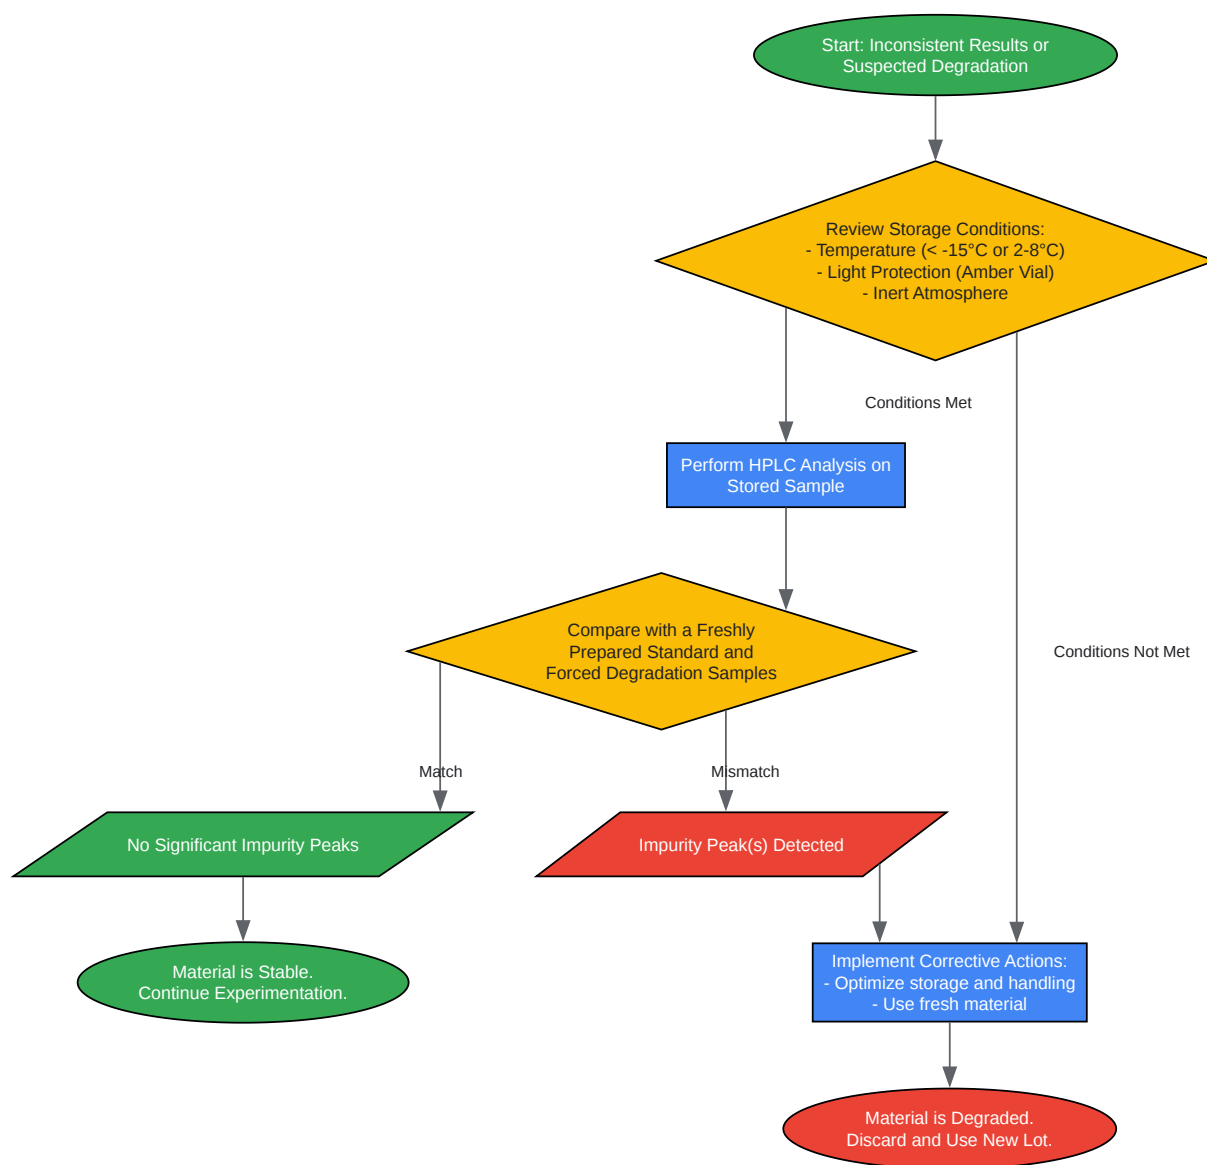 Start: Inconsistent Results or
Suspected Degradation
Review Storage Conditions:
- Temperature (< -15°C or 2-8°C)
- Light Protection (Amber Vial)
- Inert Atmosphere
Conditions Met
Perform HPLC Analysis on
Stored Sample
Compare with a Freshly
Prepared Standard and
Forced Degradation Samples
Conditions Not Met
Match
Mismatch
No Significant Impurity Peaks
Impurity Peak(s) Detected
Material is Stable.
Continue Experimentation.
Implement Corrective Actions:
- Optimize storage and handling
- Use fresh material
Material is Degraded.
Discard and Use New Lot.